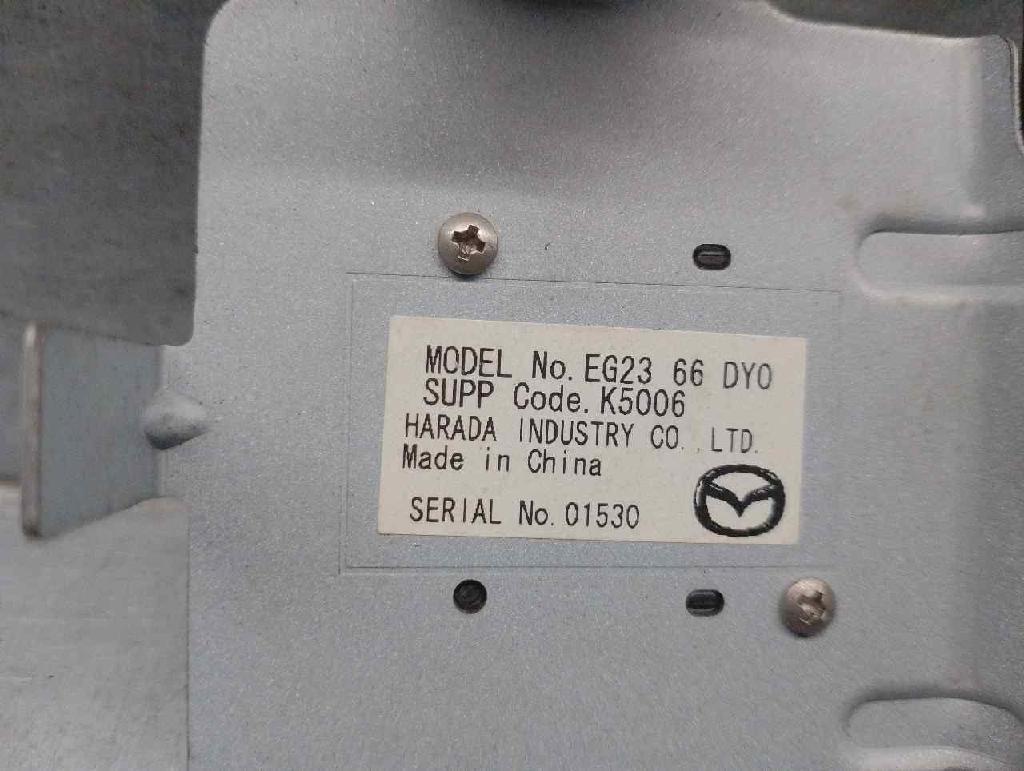 MODEL No. EG23 66 DY0
SUPP Code. K5006
HARADA INDUSTRY CO., LTD.
Made in China
SERIAL No. 01530